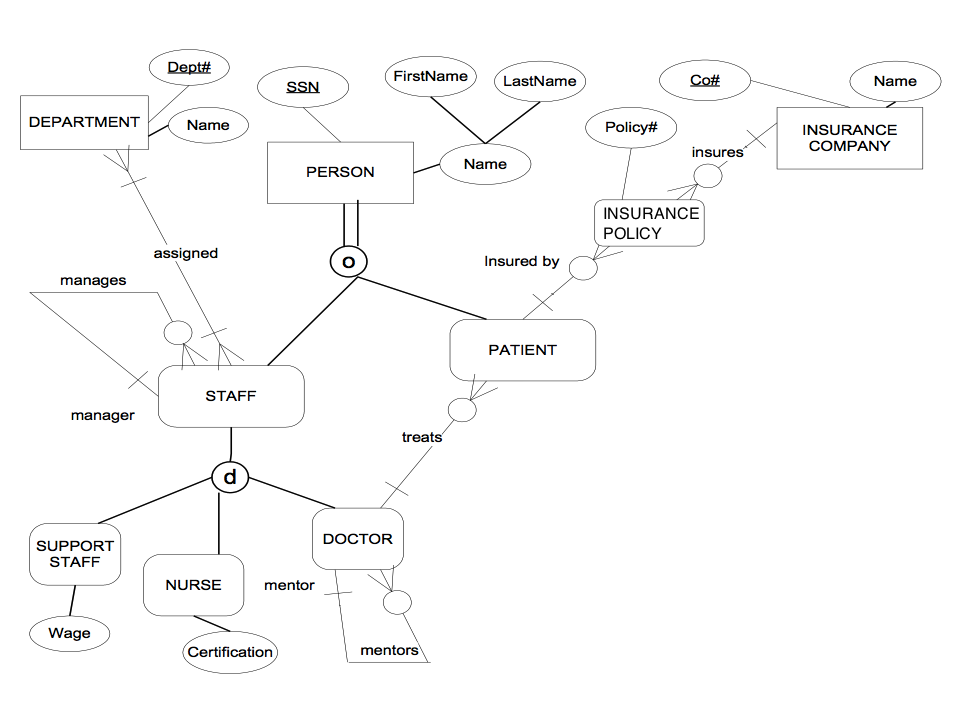 Dept#
FirstName
LastName
SSN
Co#
Name
DEPARTMENT
Name
Policy#
INSURANCE
COMPANY
insures
PERSON
Name
INSURANCE
POLICY
assigned
o
Insured by
manages
PATIENT
STAFF
manager
treats
d
SUPPORT
STAFF
DOCTOR
NURSE
mentor
Wage
Certification
mentors